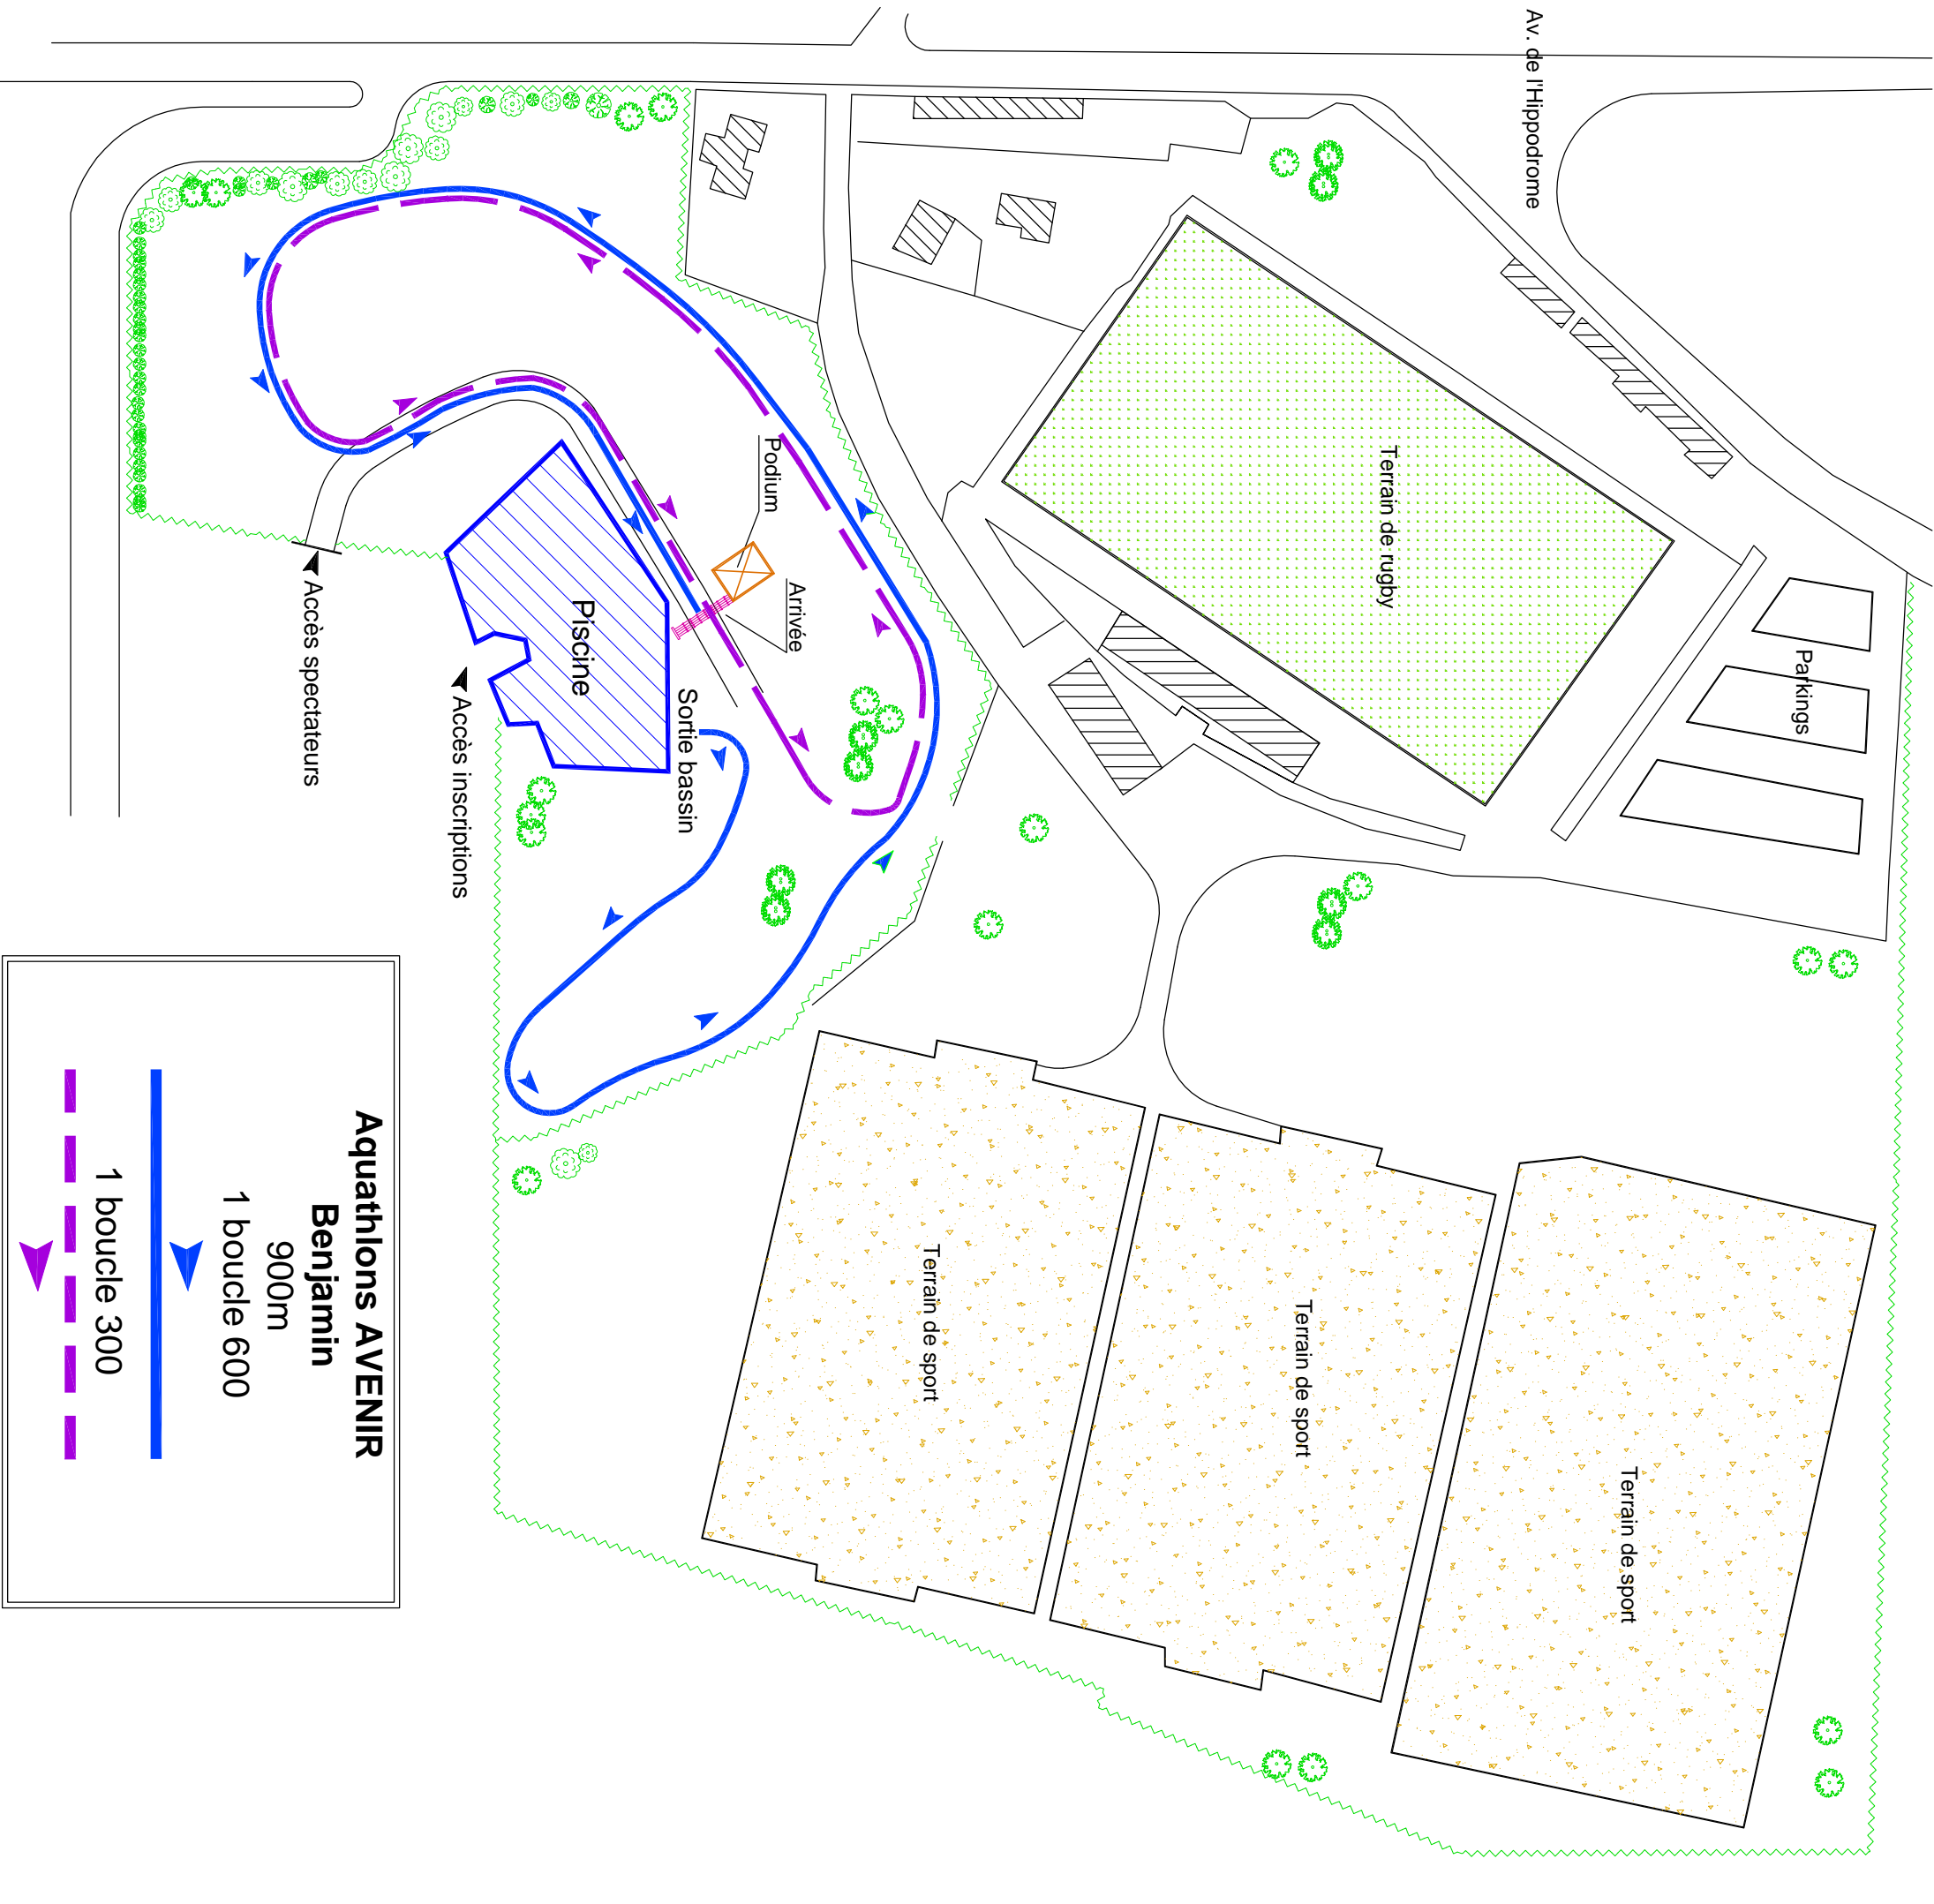 Av. de l'Hippodrome
Terrain de rugby
Parkings
Podium
Arrivée
Piscine
Sortie bassin
Accès spectateurs
Accès inscriptions
Terrain de sport
Terrain de sport
Terrain de sport
Aquathlons AVENIR
Benjamin
900m
1 boucle 600
1 boucle 300